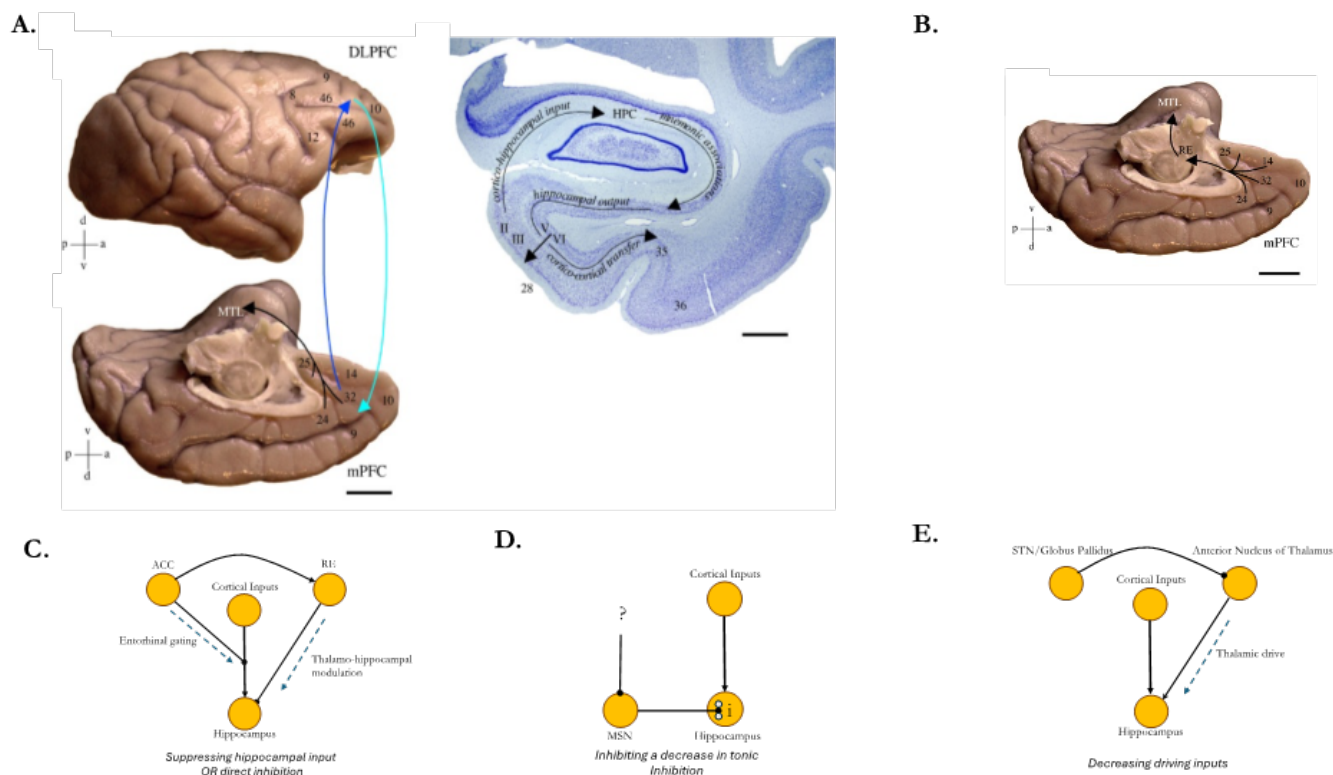 A.
DLPFC
9
8
46
10
46
12
d
p a
v
MTL
25
14
32
10
24
9
v
p a
d
mPFC
cortico-hippocampal input
HPC
mnemonic associations
hippocampal output
II
III
V
VI
cortico-cortical transfer
35
28
36
B.
MTL
RE
25
14
32
10
24
9
v
p a
d
mPFC
C.
ACC
RE
Cortical Inputs
Entorhinal gating
Thalamo-hippocampal
modulation
Hippocampus
Suppressing hippocampal input
OR direct inhibition
D.
Cortical Inputs
?
i
MSN
Hippocampus
Inhibiting a decrease in tonic
Inhibition
E.
STN/Globus Pallidus
Anterior Nucleus of Thalamus
Cortical Inputs
Thalamic drive
Hippocampus
Decreasing driving inputs